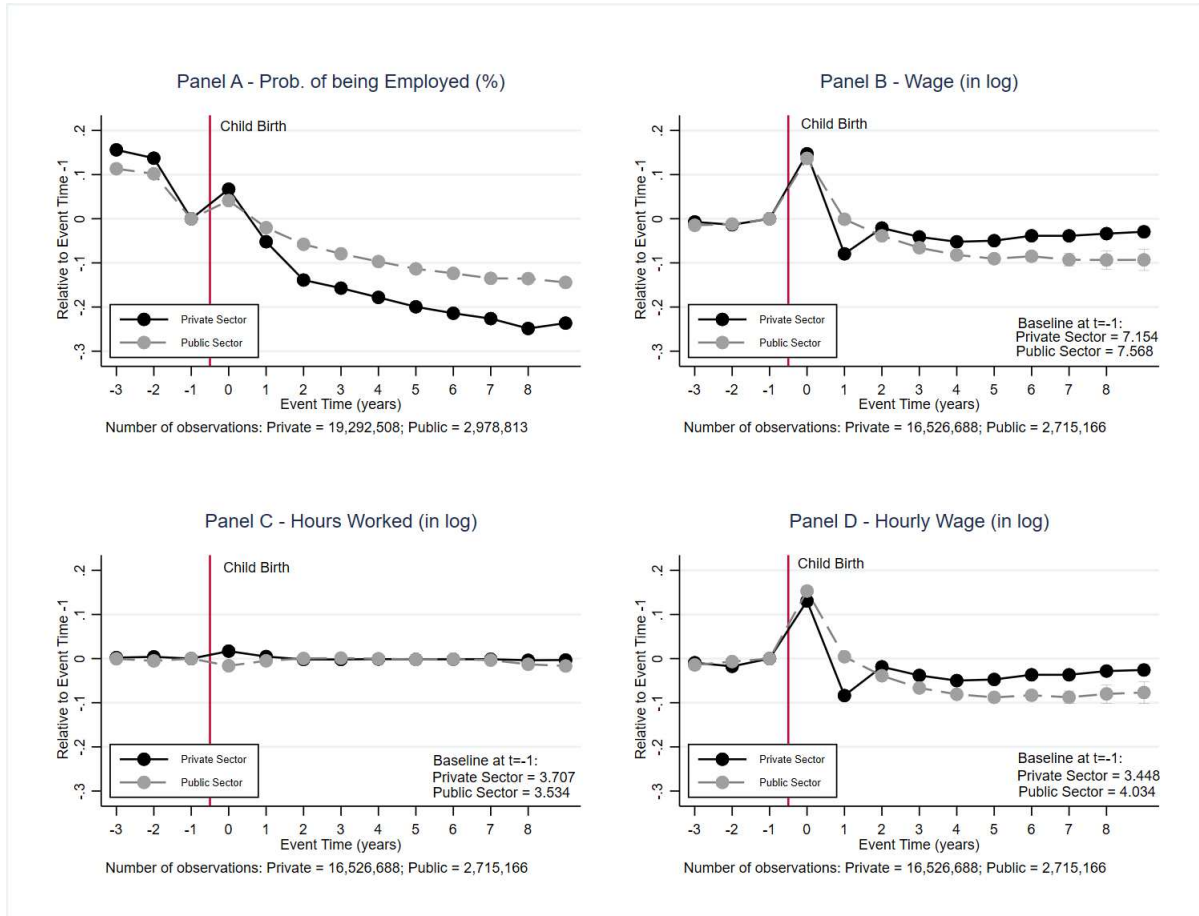 Panel A - Prob. of being Employed (%)
Relative to Event Time -1
.2
.1
0
-.1
-.2
-.3
Child Birth
Private Sector
Public Sector
-3 -2 -1 0 1 2 3 4 5 6 7 8
Event Time (years)
Number of observations: Private = 19,292,508; Public = 2,978,813
Panel B - Wage (in log)
Relative to Event Time -1
.2
.1
0
-.1
-.2
-.3
Child Birth
Private Sector
Public Sector
Baseline at t=-1:
Private Sector = 7.154
Public Sector = 7.568
-3 -2 -1 0 1 2 3 4 5 6 7 8
Event Time (years)
Number of observations: Private = 16,526,688; Public = 2,715,166
Panel C - Hours Worked (in log)
Relative to Event Time -1
.2
.1
0
-.1
-.2
-.3
Child Birth
Private Sector
Public Sector
Baseline at t=-1:
Private Sector = 3.707
Public Sector = 3.534
-3 -2 -1 0 1 2 3 4 5 6 7 8
Event Time (years)
Number of observations: Private = 16,526,688; Public = 2,715,166
Panel D - Hourly Wage (in log)
Relative to Event Time -1
.2
.1
0
-.1
-.2
-.3
Child Birth
Private Sector
Public Sector
Baseline at t=-1:
Private Sector = 3.448
Public Sector = 4.034
-3 -2 -1 0 1 2 3 4 5 6 7 8
Event Time (years)
Number of observations: Private = 16,526,688; Public = 2,715,166